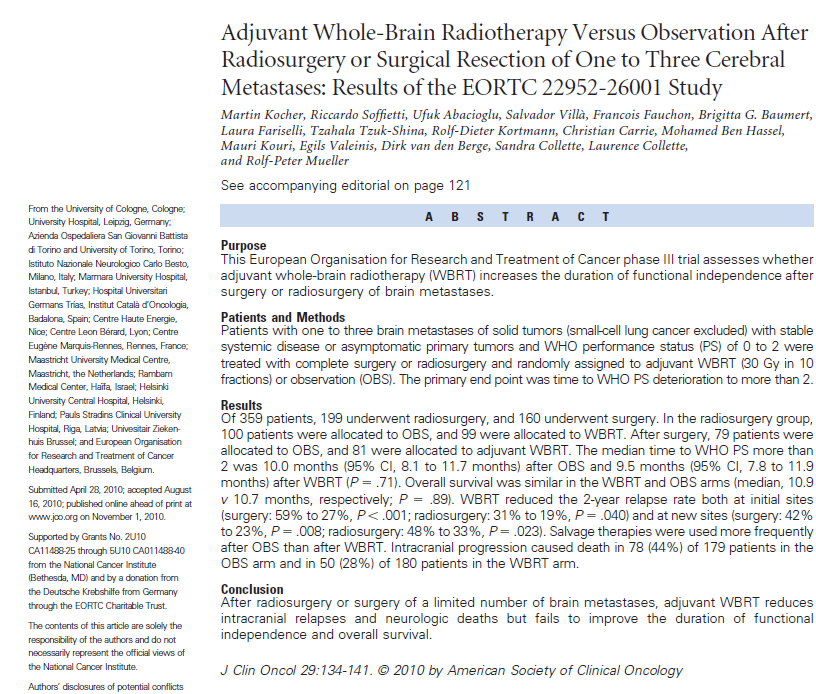 Adjuvant Whole-Brain Radiotherapy Versus Observation After
Radiosurgery or Surgical Resection of One to Three Cerebral
Metastases: Results of the EORTC 22952-26001 Study
Martin Kocher, Riccardo Soffietti, Ufuk Abacioglu, Salvador Villà, Francois Fauchon, Brigitta G. Baumert,
Laura Fariselli, Tzahala Tzuk-Shina, Rolf-Dieter Kortmann, Christian Carrie, Mohamed Ben Hassel,
Mauri Kouri, Egils Valeinis, Dirk van den Berge, Sandra Collette, Laurence Collette,
and Rolf-Peter Mueller
See accompanying editorial on page 121
From the University of Cologne, Cologne;
University Hospital, Leipzig, Germany;
Azienda Ospedaliera San Giovanni Battista
di Torino and University of Torino, Torino;
Istituto Nazionale Neurologico Carlo Besto,
Milano, Italy; Marmara University Hospital,
Istanbul, Turkey; Hospital Universitari
Germans Trias, Institut Català d'Oncologia,
Badalona, Spain; Centre Haute Energie,
Nice; Centre Leon Bérard, Lyon; Centre
Eugène Marquis-Rennes, Rennes, France;
Maastricht University Medical Centre,
Maastricht, the Netherlands; Rambam
Medical Center, Haifa, Israel; Helsinki
University Central Hospital, Helsinki,
Finland; Pauls Stradins Clinical University
Hospital, Riga, Latvia; Univesitair Zieken-
huis Brussel; and European Organisation
for Research and Treatment of Cancer
Headquarters, Brussels, Belgium.
Submitted April 28, 2010; accepted August
16, 2010; published online ahead of print at
www.jco.org on November 1, 2010.
Supported by Grants No. 2U10
CA11488-25 through 5U10 CA011488-40
from the National Cancer Institute
(Bethesda, MD) and by a donation from
the Deutsche Krebshilfe from Germany
through the EORTC Charitable Trust.
The contents of this article are solely the
responsibility of the authors and do not
necessarily represent the official views of
the National Cancer Institute.
Authors' disclosures of potential conflicts
A B S T R A C T
Purpose
This European Organisation for Research and Treatment of Cancer phase III trial assesses whether
adjuvant whole-brain radiotherapy (WBRT) increases the duration of functional independence after
surgery or radiosurgery of brain metastases.
Patients and Methods
Patients with one to three brain metastases of solid tumors (small-cell lung cancer excluded) with stable
systemic disease or asymptomatic primary tumors and WHO performance status (PS) of 0 to 2 were
treated with complete surgery or radiosurgery and randomly assigned to adjuvant WBRT (30 Gy in 10
fractions) or observation (OBS). The primary end point was time to WHO PS deterioration to more than 2.
Results
Of 359 patients, 199 underwent radiosurgery, and 160 underwent surgery. In the radiosurgery group,
100 patients were allocated to OBS, and 99 were allocated to WBRT. After surgery, 79 patients were
allocated to OBS, and 81 were allocated to adjuvant WBRT. The median time to WHO PS more than
2 was 10.0 months (95% CI, 8.1 to 11.7 months) after OBS and 9.5 months (95% CI, 7.8 to 11.9
months) after WBRT (P = .71). Overall survival was similar in the WBRT and OBS arms (median, 10.9
v 10.7 months, respectively; P = .89). WBRT reduced the 2-year relapse rate both at initial sites
(surgery: 59% to 27%, P < .001; radiosurgery: 31% to 19%, P = .040) and at new sites (surgery: 42%
to 23%, P = .008; radiosurgery: 48% to 33%, P = .023). Salvage therapies were used more frequently
after OBS than after WBRT. Intracranial progression caused death in 78 (44%) of 179 patients in the
OBS arm and in 50 (28%) of 180 patients in the WBRT arm.
Conclusion
After radiosurgery or surgery of a limited number of brain metastases, adjuvant WBRT reduces
intracranial relapses and neurologic deaths but fails to improve the duration of functional
independence and overall survival.
J Clin Oncol 29:134-141. © 2010 by American Society of Clinical Oncology